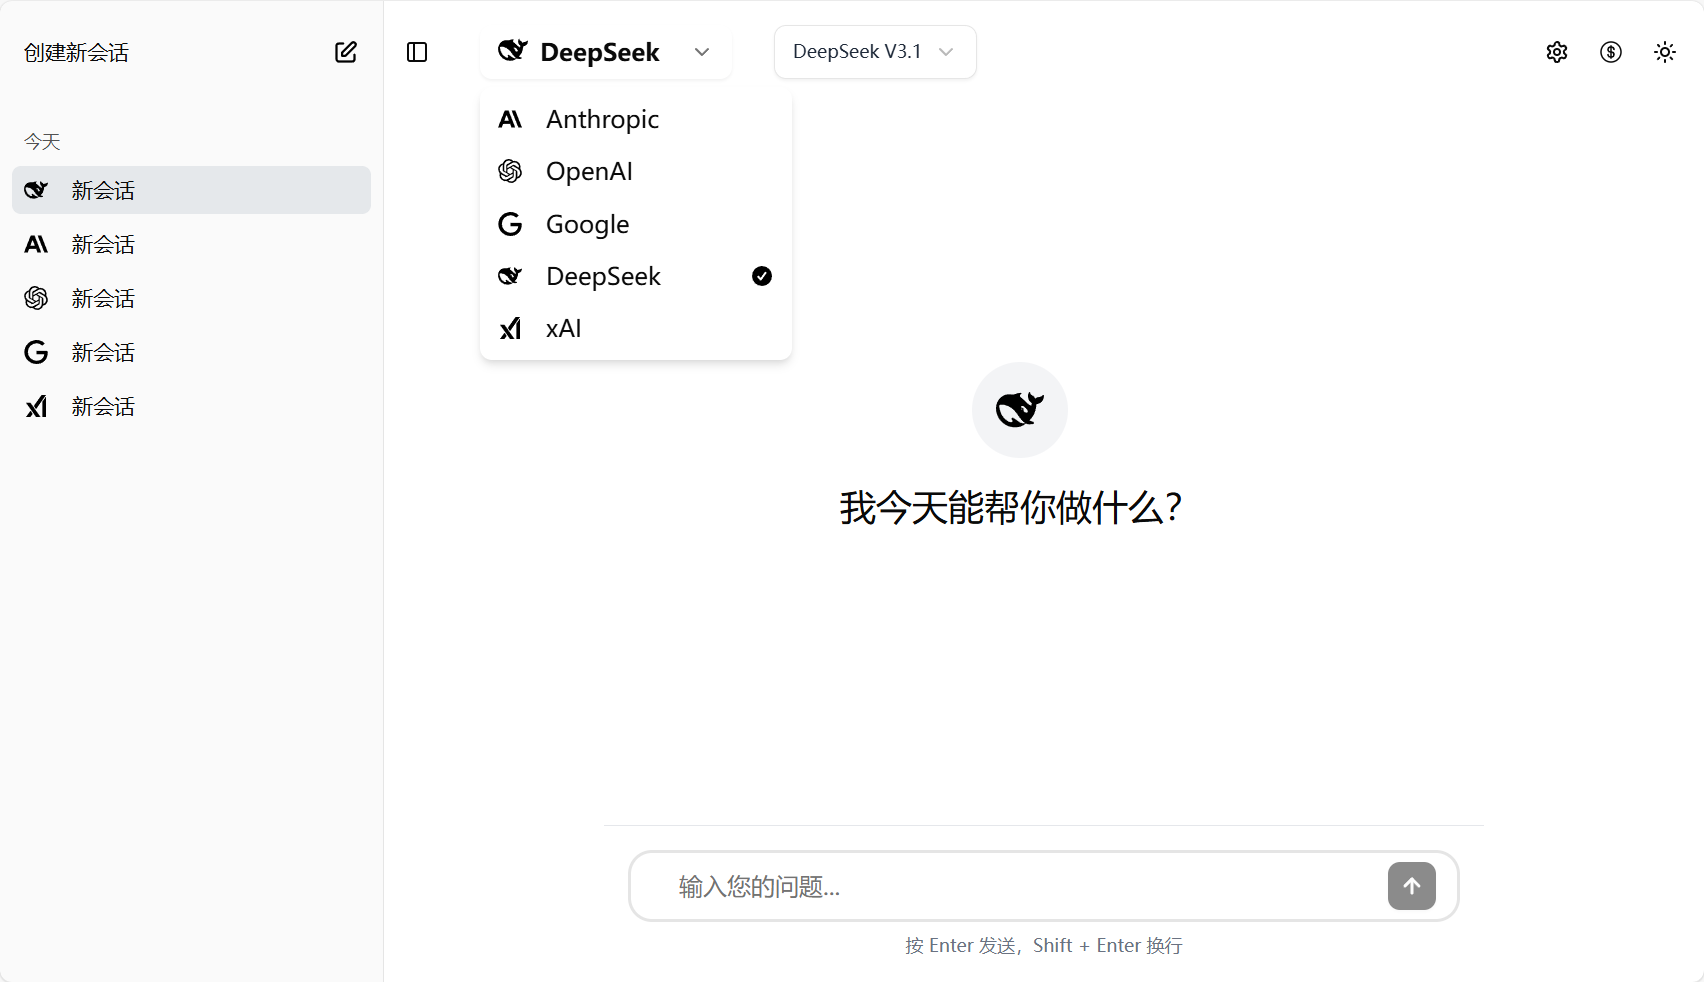 创建新会话
今天
新会话
新会话
新会话
新会话
新会话
DeepSeek
DeepSeek V3.1
Anthropic
OpenAI
Google
DeepSeek
xAI
我今天能帮你做什么？
输入您的问题...
按 Enter 发送，Shift + Enter 换行